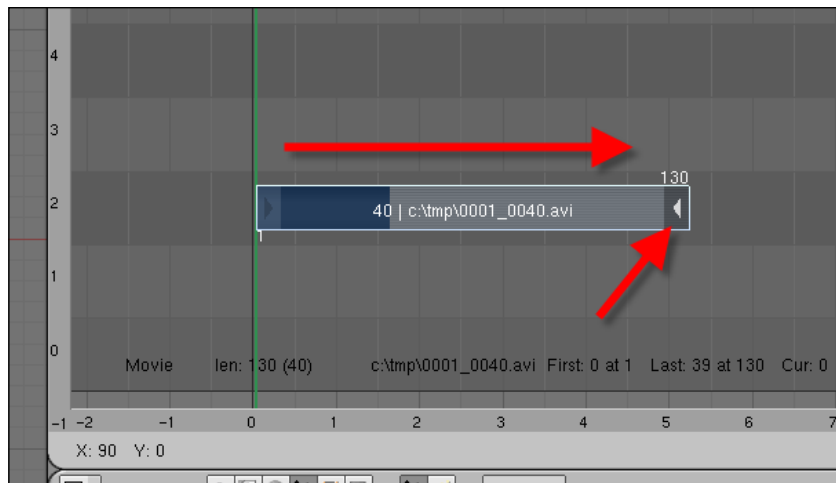 4
3
130
2
40 | c:\tmp\0001_0040.avi
1
1
0
Movie len: 130 (40) c:\tmp\0001_0040.avi First: 0 at 1 Last: 39 at 130 Cur: 0
-1 -2 -1 0 1 2 3 4 5 6 7
X: 90 Y: 0